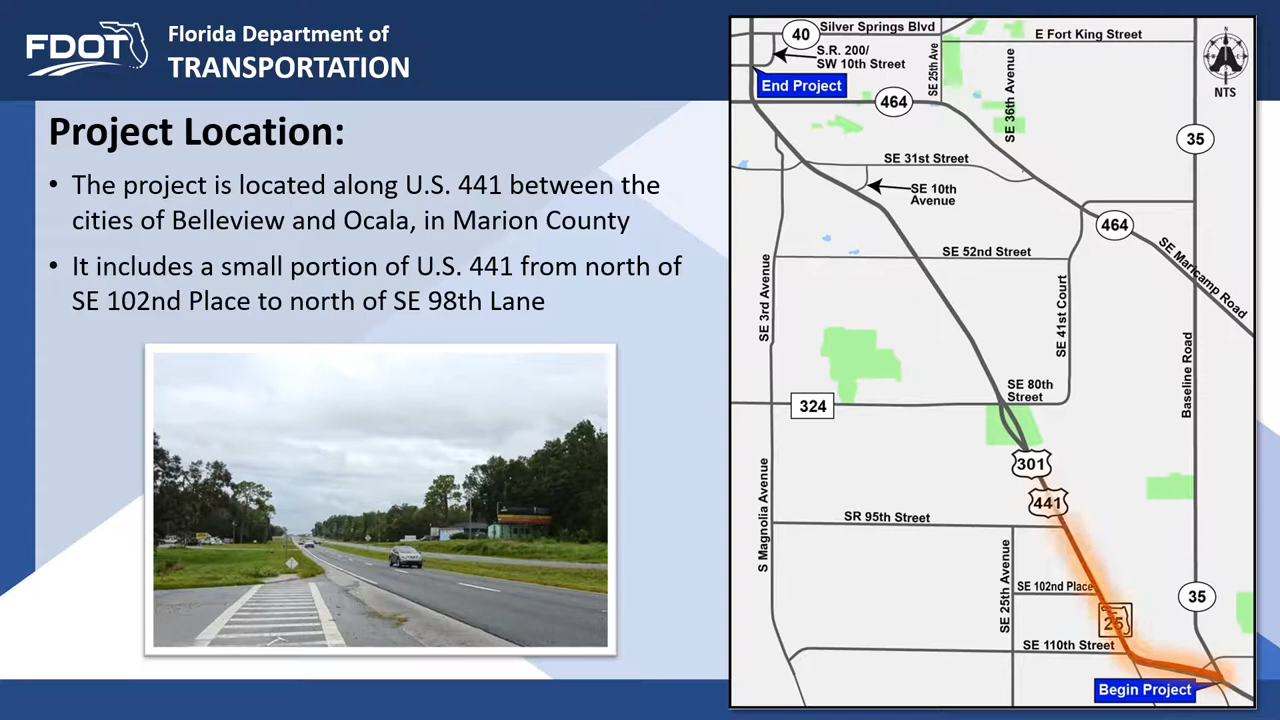 FDOT
Florida Department of
TRANSPORTATION
Project Location:
• The project is located along U.S. 441 between the
cities of Belleview and Ocala, in Marion County
• It includes a small portion of U.S. 441 from north of
SE 102nd Place to north of SE 98th Lane
40
Silver Springs Blvd
E Fort King Street
S.R. 200/
SW 10th Street
SE 25th Ave
SE 36th Avenue
N
NTS
End Project
464
35
SE 31st Street
SE 10th
Avenue
464
SE Maricamp Road
SE 52nd Street
SE 3rd Avenue
SE 41st Court
Baseline Road
SE 80th
Street
324
301
441
S Magnolia Avenue
SR 95th Street
SE 25th Avenue
SE 102nd Place
35
25
SE 110th Street
Begin Project